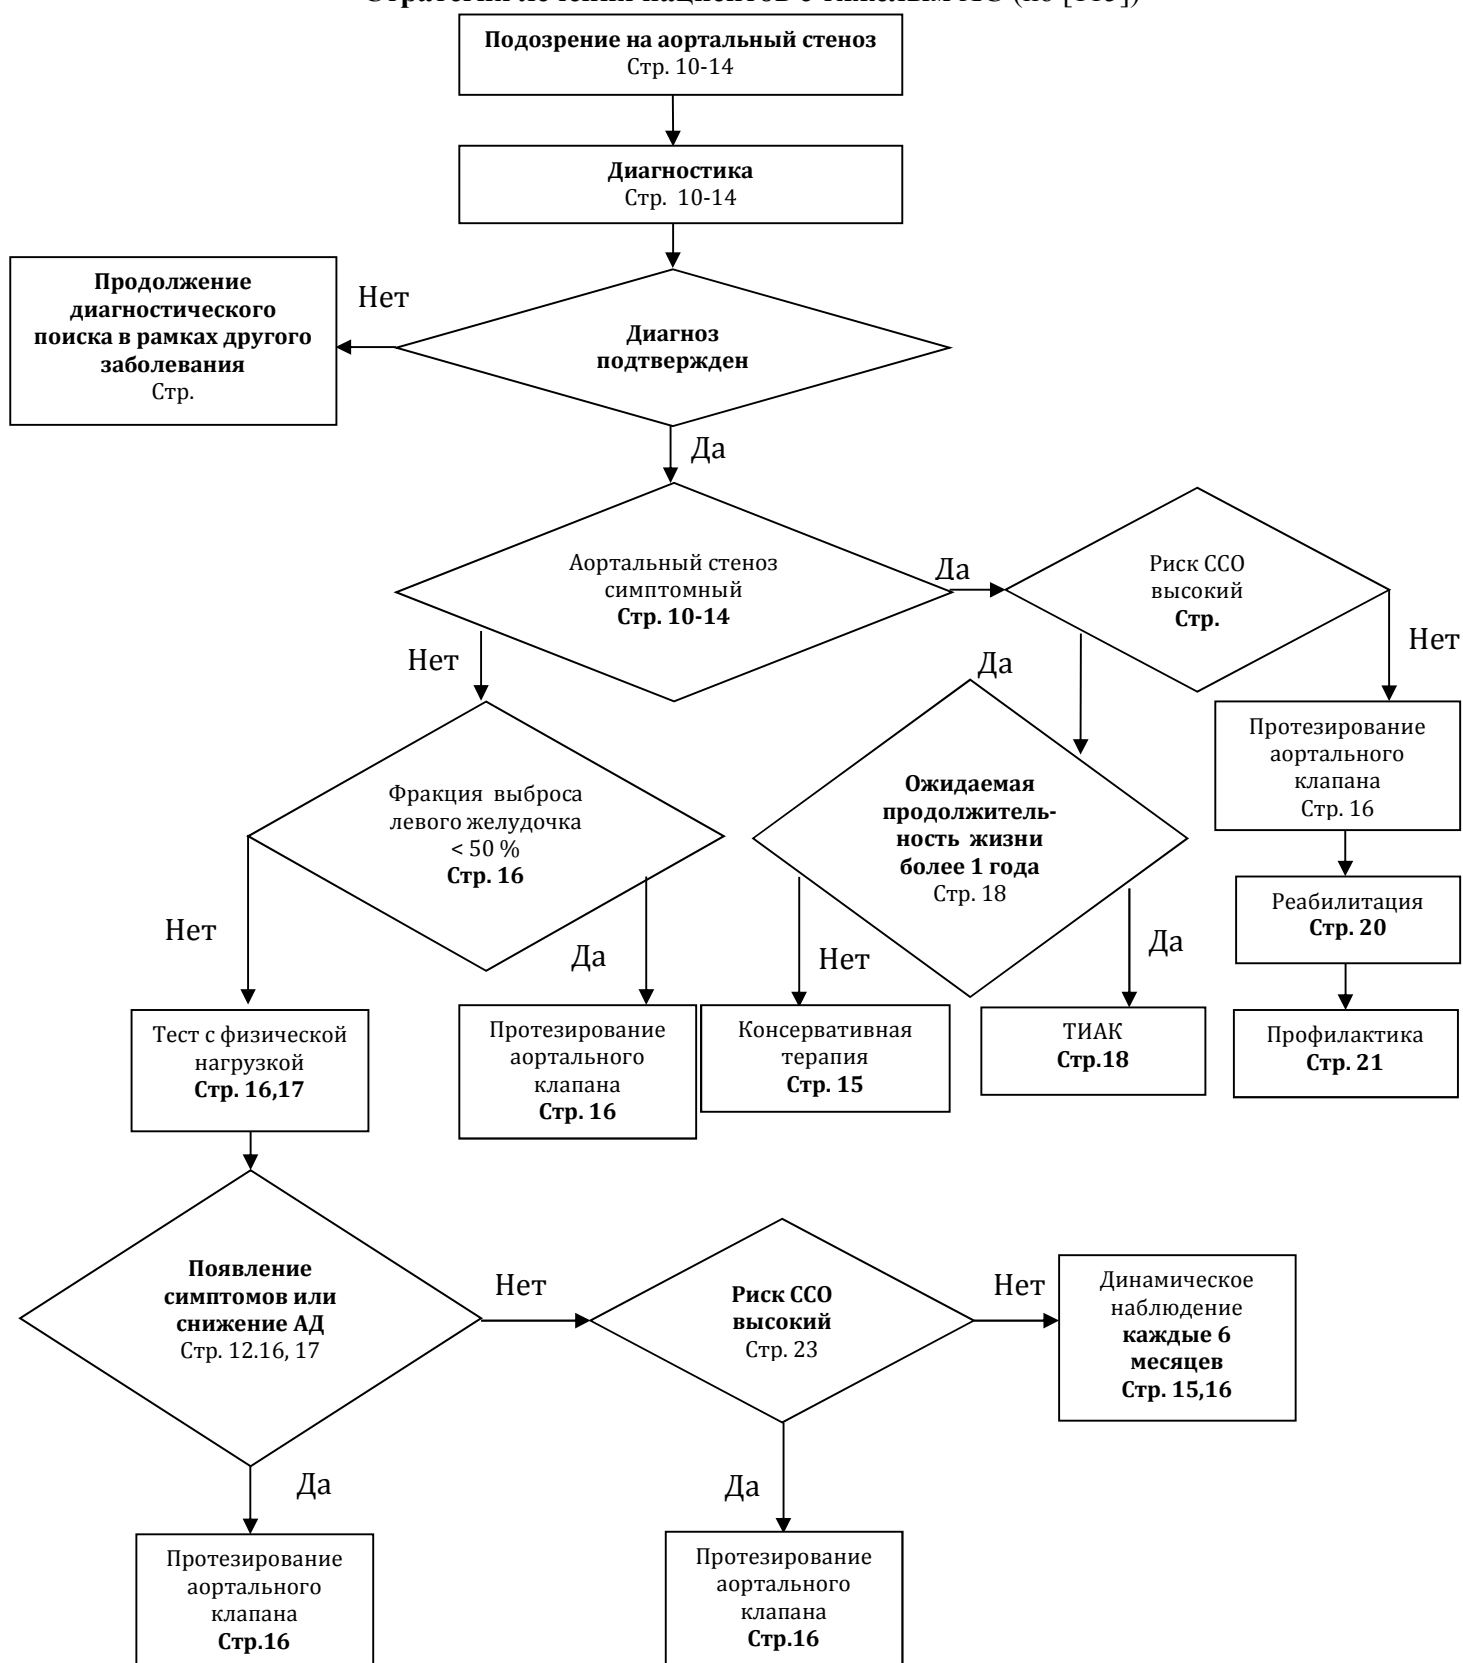 Подозрение на аортальный стеноз
Стр. 10-14
Диагностика
Стр. 10-14
Продолжение
диагностического
поиска в рамках другого
заболевания
Стр.
Нет
Диагноз
подтвержден
Да
Аортальный стеноз
симптомный
Стр. 10-14
Да
Риск ССО
высокий
Стр.
Нет
Нет
Да
Фракция выброса
левого желудочка
< 50 %
Стр. 16
Ожидаемая
продолжитель-
ность жизни
более 1 года
Стр. 18
Протезирование
аортального
клапана
Стр. 16
Реабилитация
Стр. 20
Профилактика
Стр. 21
Нет
Да
Нет
Да
Тест с физической
нагрузкой
Стр. 16,17
Протезирование
аортального
клапана
Стр. 16
Консервативная
терапия
Стр. 15
ТИАК
Стр.18
Появление
симптомов или
снижение АД
Стр. 12.16, 17
Нет
Риск ССО
высокий
Стр. 23
Нет
Динамическое
наблюдение
каждые 6
месяцев
Стр. 15,16
Да
Да
Протезирование
аортального
клапана
Стр.16
Протезирование
аортального
клапана
Стр.16